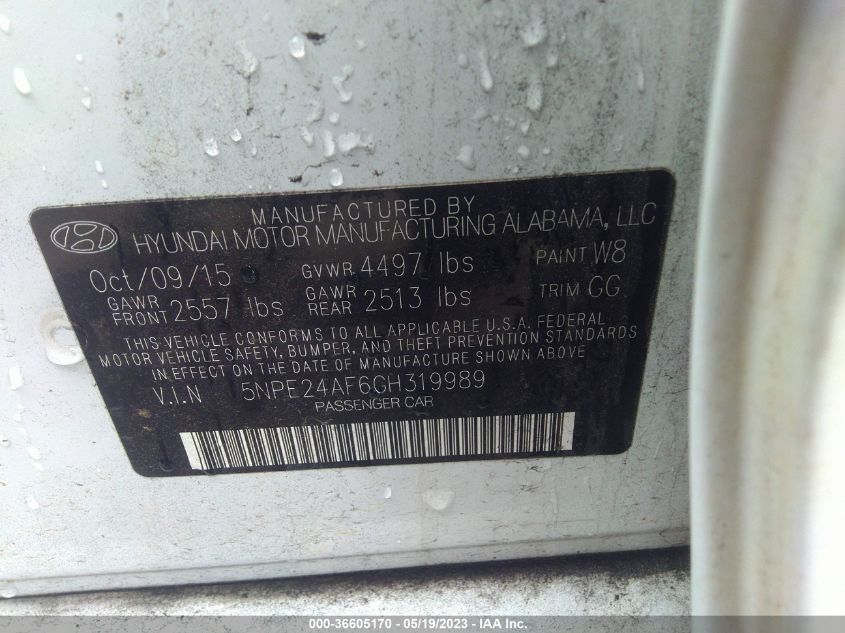 MANUFACTURED BY
HYUNDAI MOTOR MANUFACTURING ALABAMA, LLC
Oct/09/15 GVWR 4497 lbs PAINT W8
GAWR FRONT 2557 lbs GAWR REAR 2513 lbs TRIM GG
THIS VEHICLE CONFORMS TO ALL APPLICABLE U.S.A. FEDERAL
MOTOR VEHICLE SAFETY, BUMPER, AND THEFT PREVENTION STANDARDS
IN EFFECT ON THE DATE OF MANUFACTURE SHOWN ABOVE.
V.I.N 5NPE24AF6GH319989
PASSENGER CAR
000-36605170 - 05/19/2023 - IAA Inc.